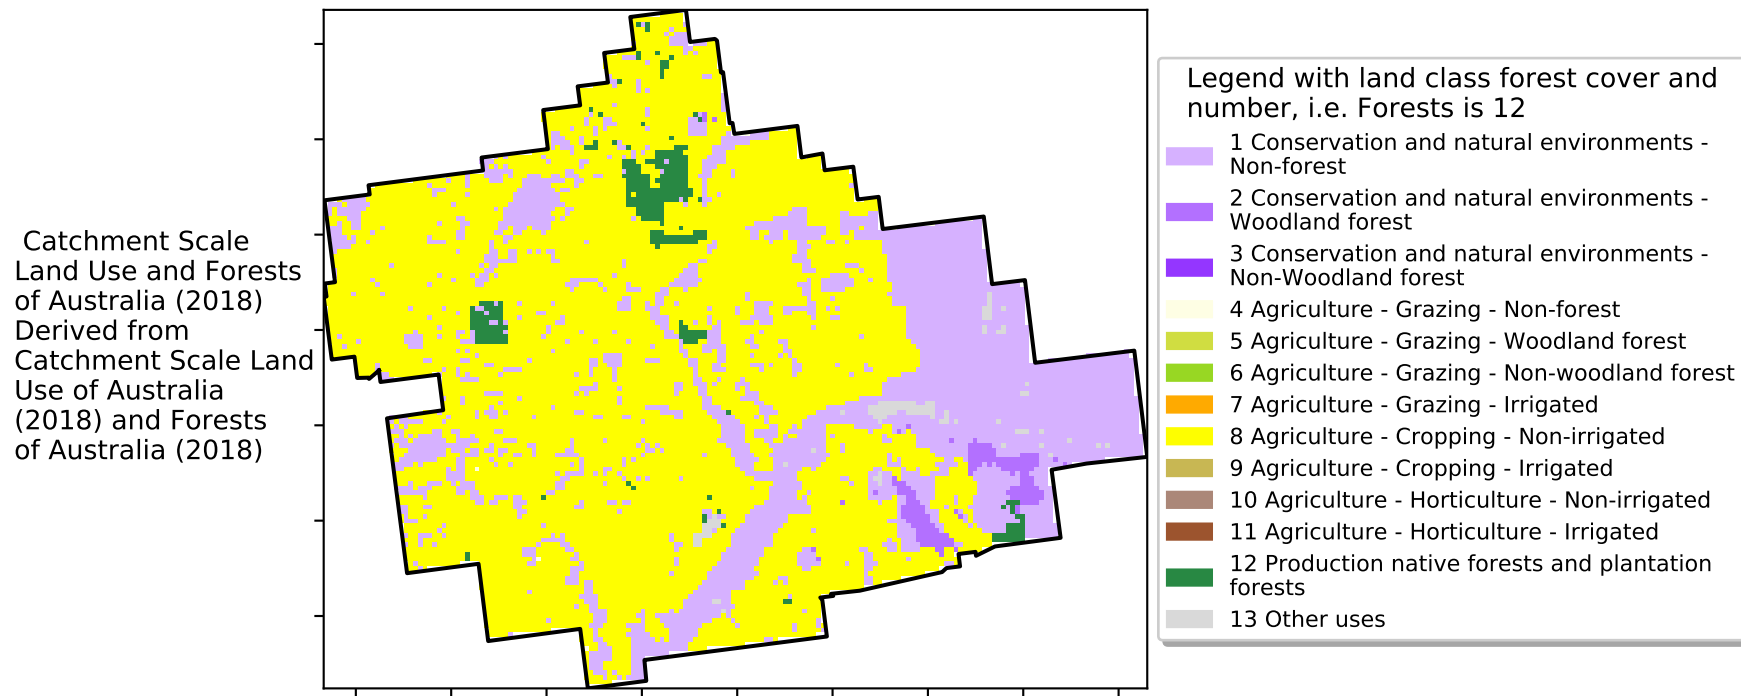 Catchment Scale
Land Use and Forests
of Australia (2018)
Derived from
Catchment Scale Land
Use of Australia
(2018) and Forests
of Australia (2018)
Legend with land class forest cover and
number, i.e. Forests is 12
1 Conservation and natural environments -
Non-forest
2 Conservation and natural environments -
Woodland forest
3 Conservation and natural environments -
Non-Woodland forest
4 Agriculture - Grazing - Non-forest
5 Agriculture - Grazing - Woodland forest
6 Agriculture - Grazing - Non-woodland forest
7 Agriculture - Grazing - Irrigated
8 Agriculture - Cropping - Non-irrigated
9 Agriculture - Cropping - Irrigated
10 Agriculture - Horticulture - Non-irrigated
11 Agriculture - Horticulture - Irrigated
12 Production native forests and plantation
forests
13 Other uses